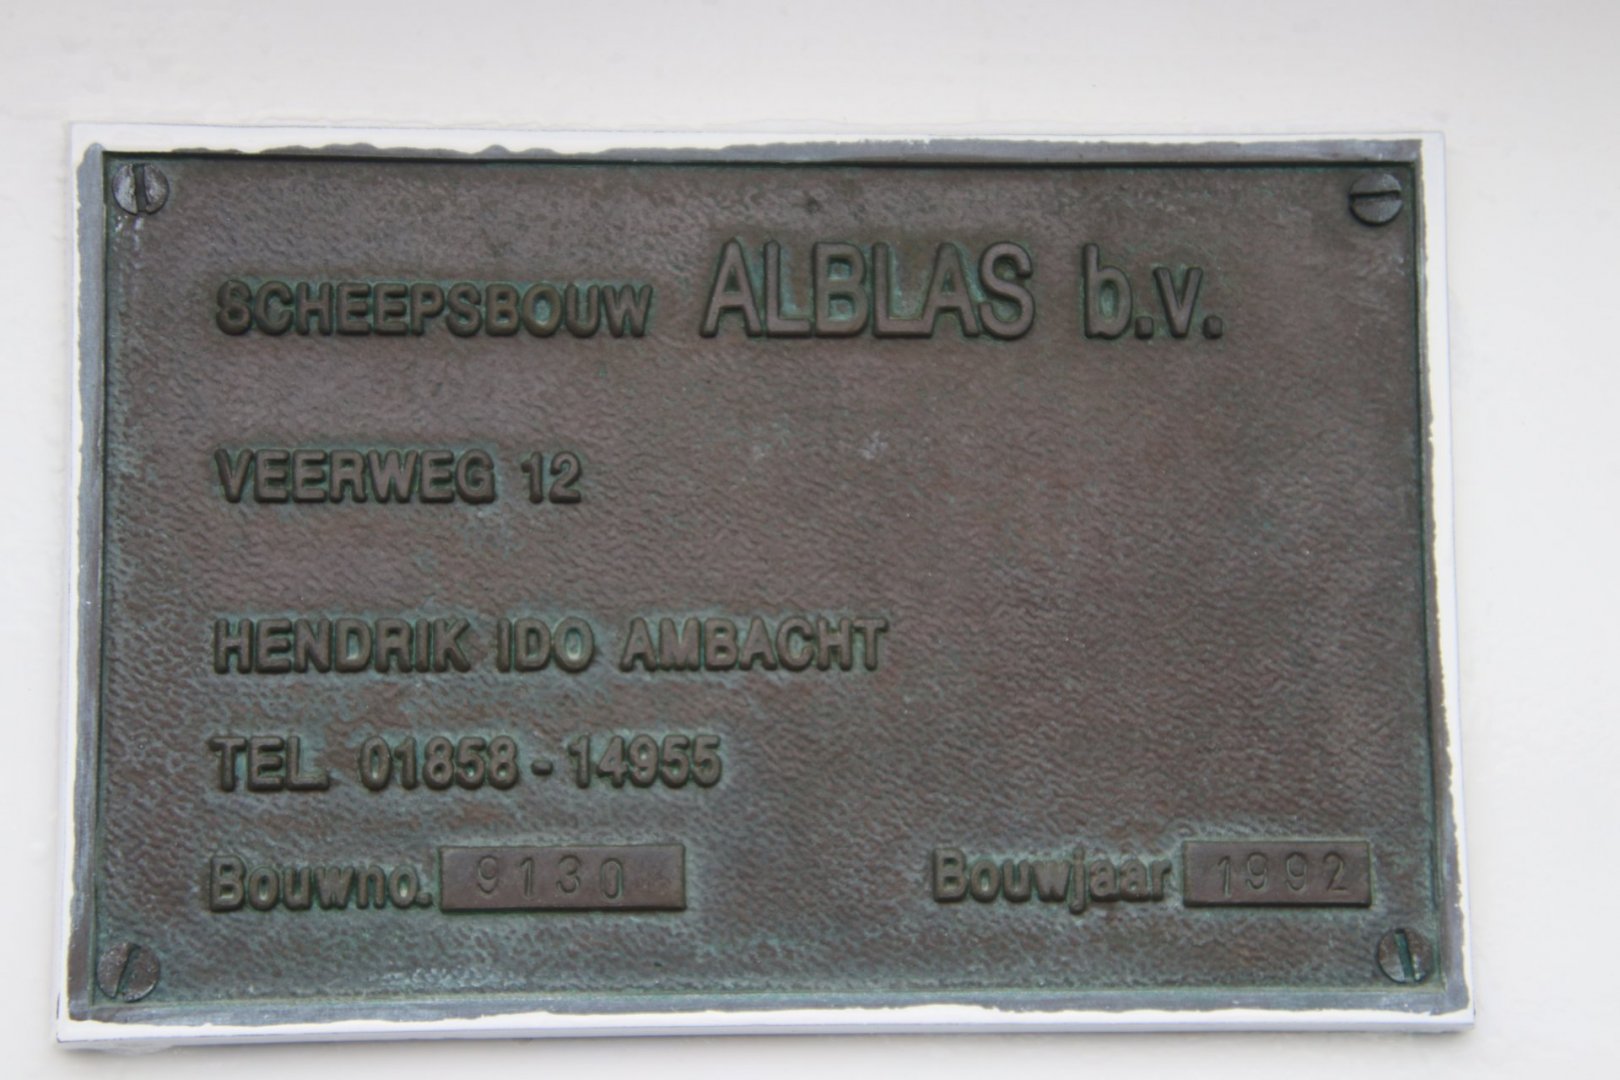 SCHEEPSBOUW ALBLAS b.v.
VEERWEG 12
HENDRIK IDO AMBACHT
TEL. 01858 - 14955
Bouwno. 9130 Bouwjaar 1992